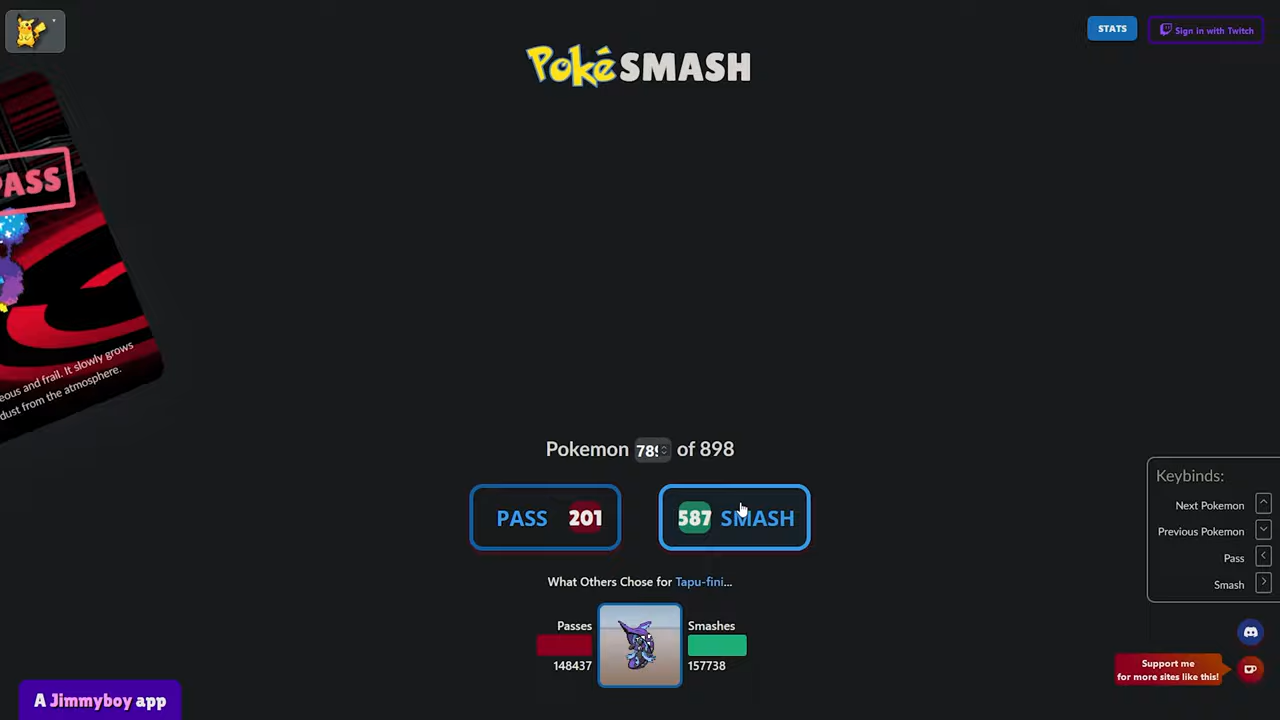 STATS
Sign in with Twitch
PokéSMASH
PASS
eous and frail. It slowly grows
dust from the atmosphere.
Pokemon 789 of 898
PASS 201
587 SMASH
What Others Chose for Tapu-fini...
Passes
148437
Smashes
157738
Keybinds:
Next Pokemon
Previous Pokemon
Pass
Smash
Support me
for more sites like this!
A Jimmyboy app